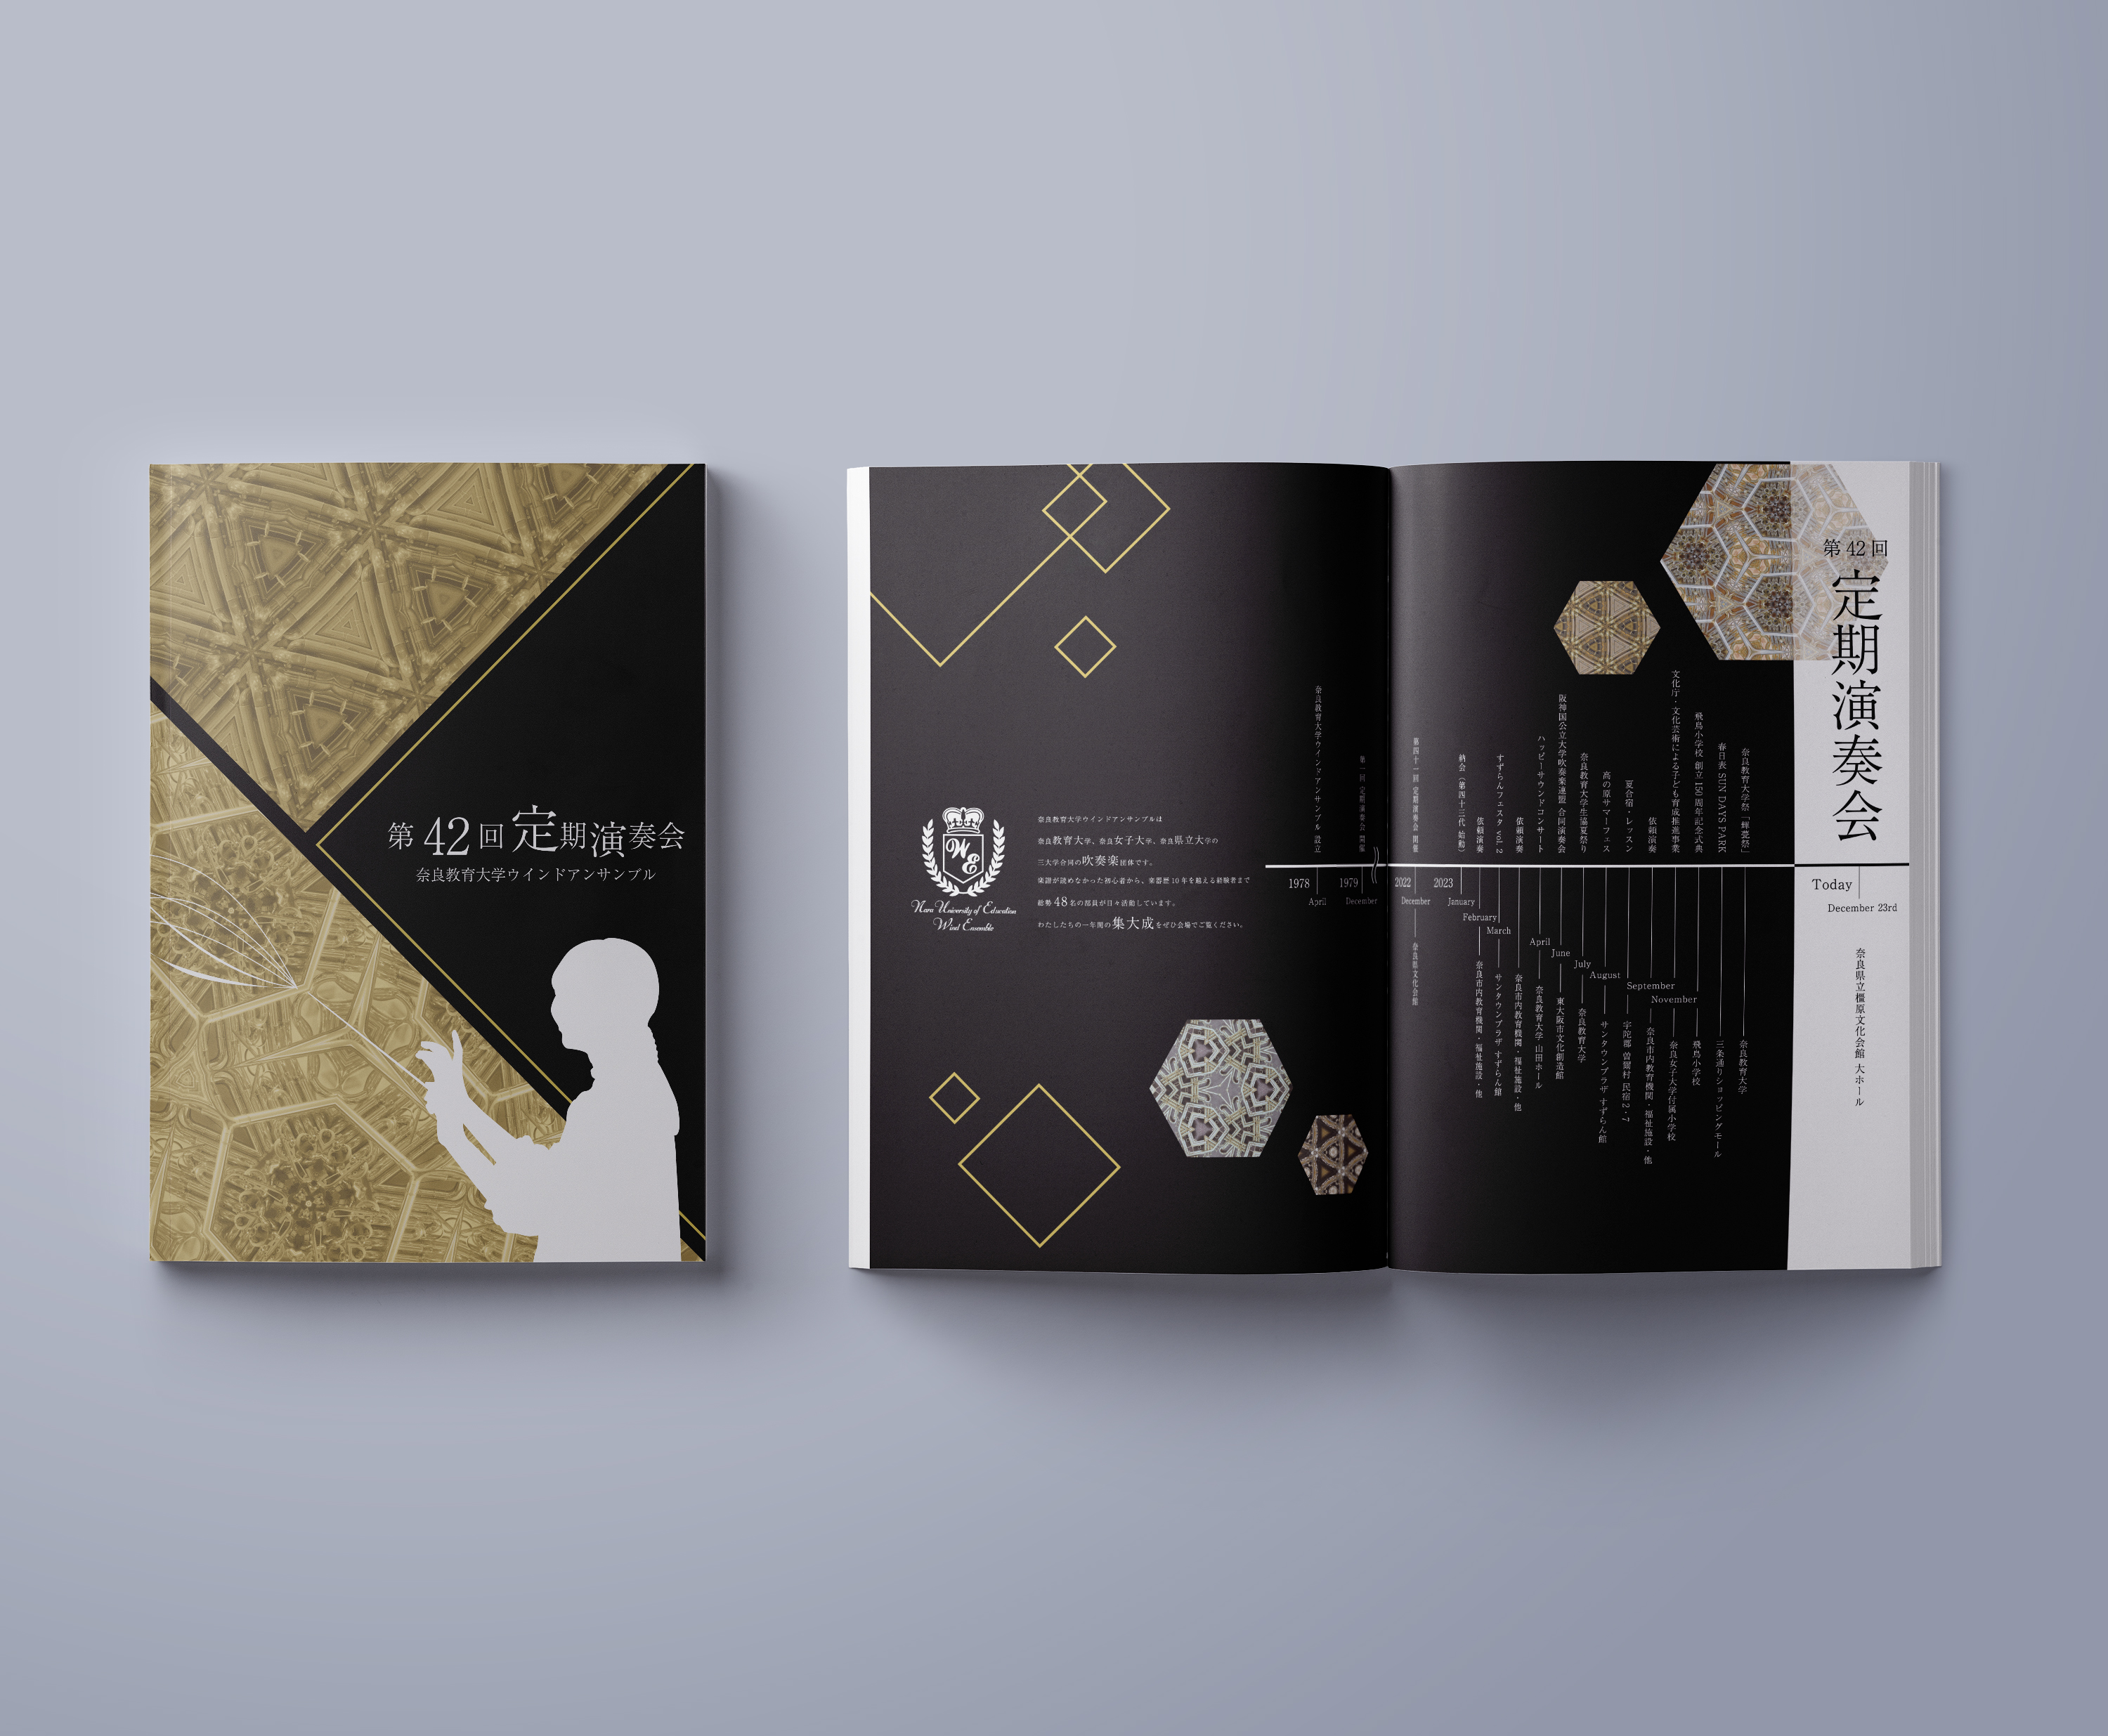 第42回定期演奏会
奈良教育大学ウインドアンサンブル
WE
Nara University of Education
Wind Ensemble
奈良教育大学ウインドアンサンブルは
奈良教育大学、奈良女子大学、奈良県立大学の
三大学合同の吹奏楽団体です。
楽譜が読めなかった初心者から、楽器歴10年を越える経験者まで
総勢48名の部員が日々活動しています。
わたしたちの一年間の集大成をぜひ会場でご覧ください。
奈良教育大学ウインドアンサンブル 設立
1978
April
第一回 定期演奏会 開催
1979
December
第四十一回 定期演奏会 開催
2022
December
奈良県文化会館
納会（第四十三代 始動）
2023
January
依頼演奏
February
奈良市内教育機関・福祉施設・他
すずらんフェスタ vol. 2
March
サンタウンプラザ すずらん館
依頼演奏
奈良市内教育機関・福祉施設・他
ハッピーサウンドコンサート
April
奈良教育大学 山田ホール
阪神国公立大学吹奏楽連盟 合同演奏会
June
東大阪市文化創造館
奈良教育大学生協夏祭り
July
奈良教育大学
高の原サマーフェス
August
サンタウンプラザ すずらん館
夏合宿・レッスン
September
宇陀郡 曽爾村 民宿
依頼演奏
奈良市内教育機関・福祉施設・他
文化庁・文化芸術による子ども育成推進事業
November
奈良女子大学付属小学校
飛鳥小学校 創立150周年記念式典
飛鳥小学校
春日表 SUN DAYS PARK
三条通りショッピングモール
奈良教育大学祭「輝甍祭」
奈良教育大学
第42回
定期演奏会
Today
December 23rd
奈良県立橿原文化会館 大ホール